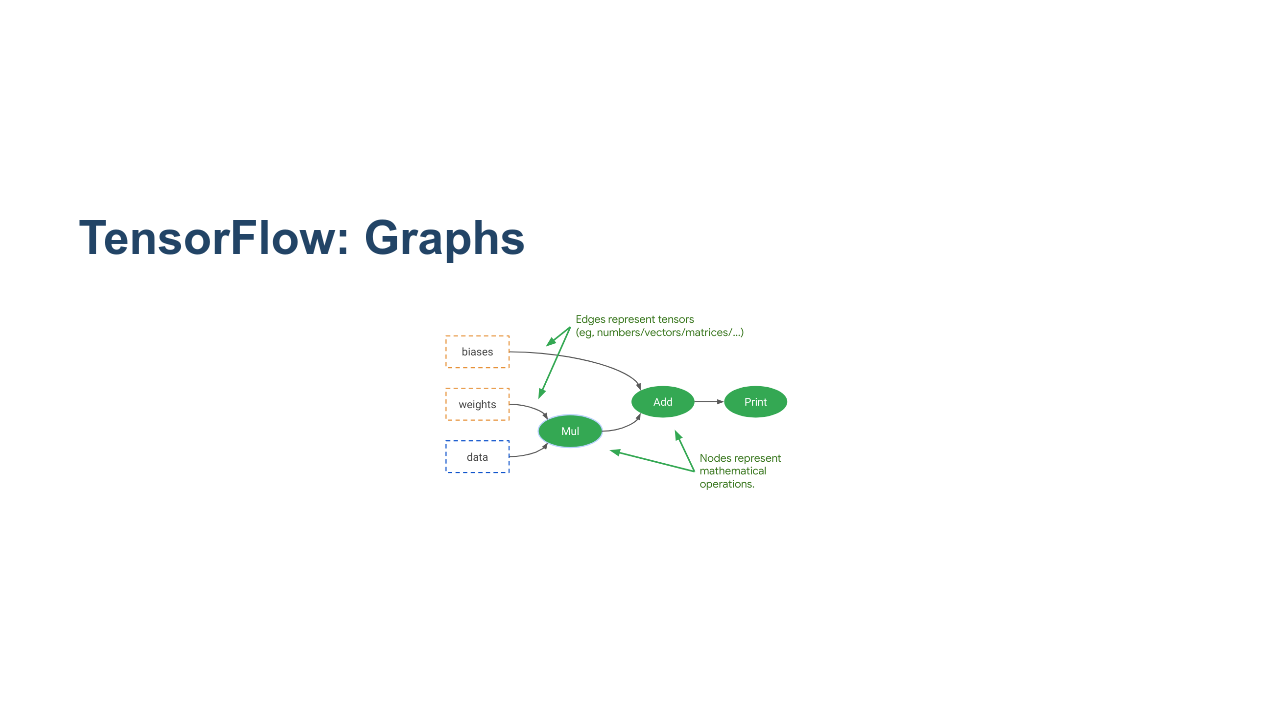 TensorFlow: Graphs
Edges represent tensors
(eg, numbers/vectors/matrices/...)
biases
weights
data
Mul
Add
Print
Nodes represent
mathematical
operations.